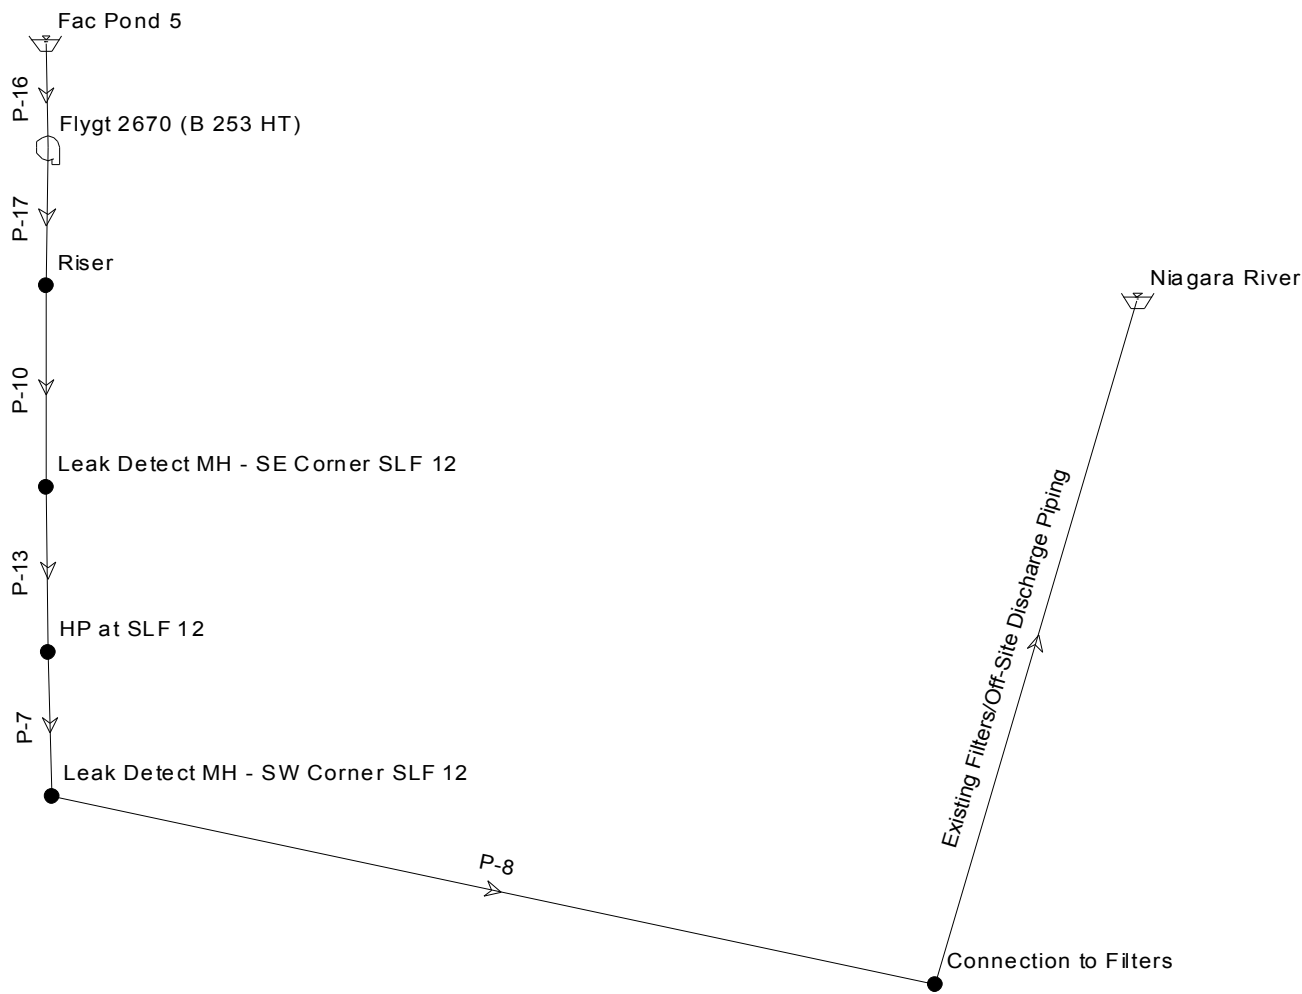 Fac Pond 5
P-16
Flygt 2670 (B 253 HT)
P-17
Riser
Niagara River
P-10
Leak Detect MH - SE Corner SLF 12
P-13
HP at SLF 12
Existing Filters/Off-Site Discharge Piping
P-7
Leak Detect MH - SW Corner SLF 12
P-8
Connection to Filters